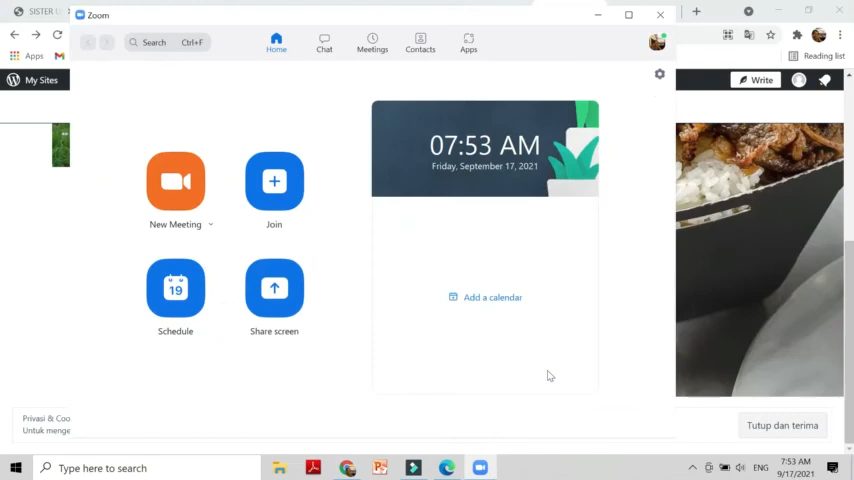 SISTER U
Zoom
Search Ctrl+F
Home
Chat
Meetings
Contacts
Apps
Apps
Reading list
My Sites
Write
07:53 AM
Friday, September 17, 2021
New Meeting
Join
19
Schedule
Share screen
Add a calendar
Privasi & Coo
Untuk menge
Tutup dan terima
Type here to search
ENG
7:53 AM
9/17/2021